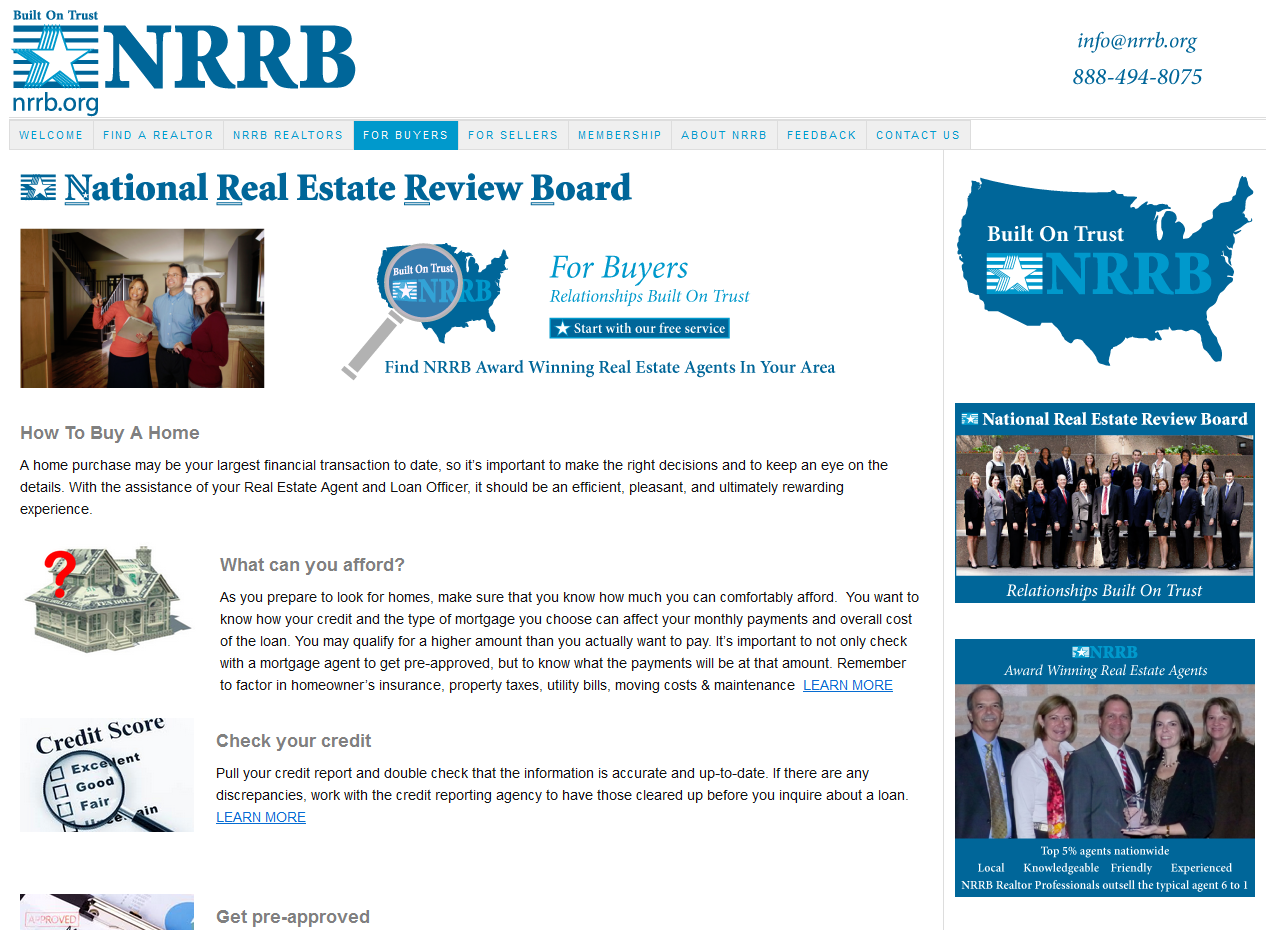 Built On Trust
NRRB
nrrb.org
info@nrrb.org
888-494-8075
WELCOME FIND A REALTOR NRRB REALTORS FOR BUYERS FOR SELLERS MEMBERSHIP ABOUT NRRB FEEDBACK CONTACT US
National Real Estate Review Board
Built On Trust
NRRB
For Buyers
Relationships Built On Trust
Start with our free service
Find NRRB Award Winning Real Estate Agents In Your Area
How To Buy A Home
A home purchase may be your largest financial transaction to date, so it’s important to make the right decisions and to keep an eye on the
details. With the assistance of your Real Estate Agent and Loan Officer, it should be an efficient, pleasant, and ultimately rewarding
experience.
?
TEN DOLLAR
What can you afford?
As you prepare to look for homes, make sure that you know how much you can comfortably afford.  You want to
know how your credit and the type of mortgage you choose can affect your monthly payments and overall cost
of the loan. You may qualify for a higher amount than you actually want to pay. It’s important to not only check
with a mortgage agent to get pre-approved, but to know what the payments will be at that amount. Remember
to factor in homeowner’s insurance, property taxes, utility bills, moving costs & maintenance  LEARN MORE
Credit Score
Excellent
Good
Fair
Check your credit
Pull your credit report and double check that the information is accurate and up-to-date. If there are any
discrepancies, work with the credit reporting agency to have those cleared up before you inquire about a loan.
LEARN MORE
APPROVED
Get pre-approved
Built On Trust
NRRB
National Real Estate Review Board
Relationships Built On Trust
NRRB
Award Winning Real Estate Agents
Top 5% agents nationwide
Local Knowledgeable Friendly Experienced
NRRB Realtor Professionals outsell the typical agent 6 to 1